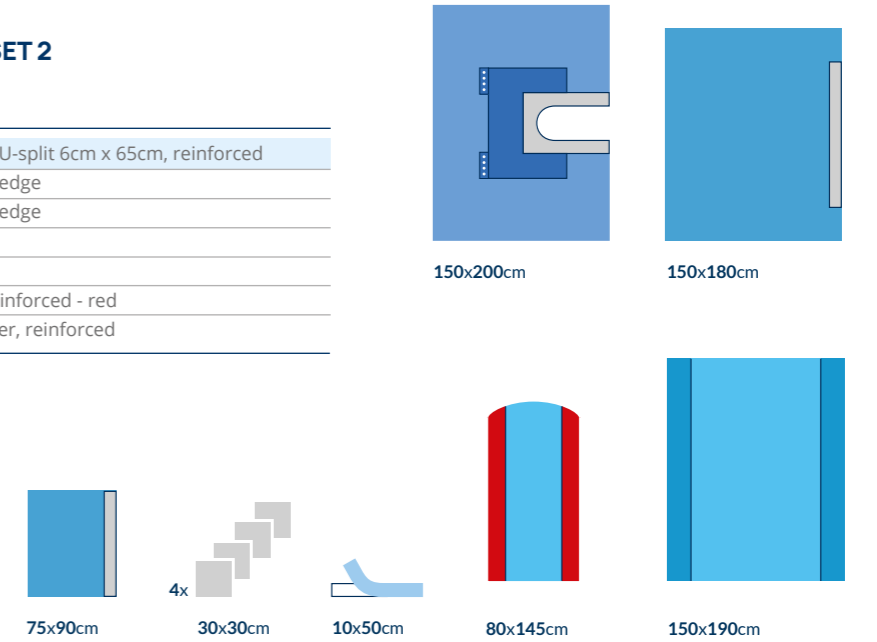 SET 2
U-split 6cm x 65cm, reinforced
edge
edge
inforced - red
er, reinforced
150x200cm
150x180cm
4x
75x90cm
30x30cm
10x50cm
80x145cm
150x190cm